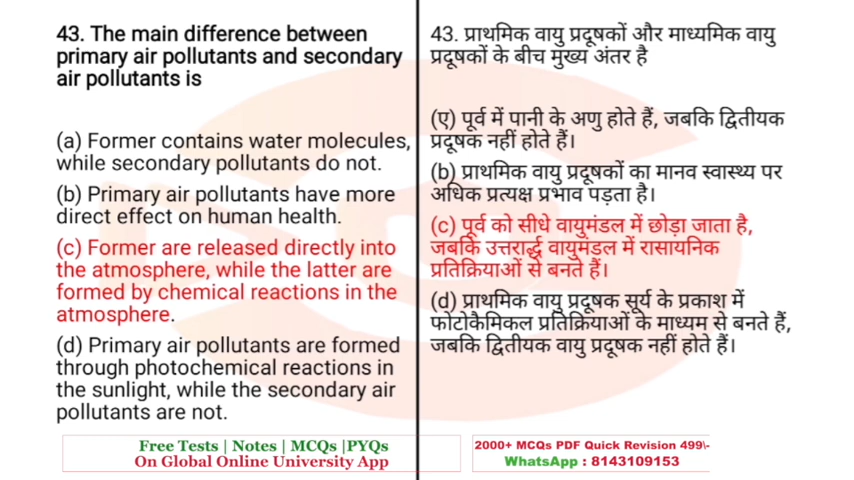 43. The main difference between
primary air pollutants and secondary
air pollutants is
(a) Former contains water molecules,
while secondary pollutants do not.
(b) Primary air pollutants have more
direct effect on human health.
(c) Former are released directly into
the atmosphere, while the latter are
formed by chemical reactions in the
atmosphere.
(d) Primary air pollutants are formed
through photochemical reactions in
the sunlight, while the secondary air
pollutants are not.
43. प्राथमिक वायु प्रदूषकों और माध्यमिक वायु
प्रदूषकों के बीच मुख्य अंतर है
(ए) पूर्व में पानी के अणु होते हैं, जबकि द्वितीयक
प्रदूषक नहीं होते हैं।
(b) प्राथमिक वायु प्रदूषकों का मानव स्वास्थ्य पर
अधिक प्रत्यक्ष प्रभाव पड़ता है।
(c) पूर्व को सीधे वायुमंडल में छोड़ा जाता है,
जबकि उत्तरार्द्ध वायुमंडल में रासायनिक
प्रतिक्रियाओं से बनते हैं।
(d) प्राथमिक वायु प्रदूषक सूर्य के प्रकाश में
फोटोकैमिकल प्रतिक्रियाओं के माध्यम से बनते हैं,
जबकि द्वितीयक वायु प्रदूषक नहीं होते हैं।
Free Tests | Notes | MCQs |PYQs
On Global Online University App
2000+ MCQs PDF Quick Revision 499\-
WhatsApp : 8143109153